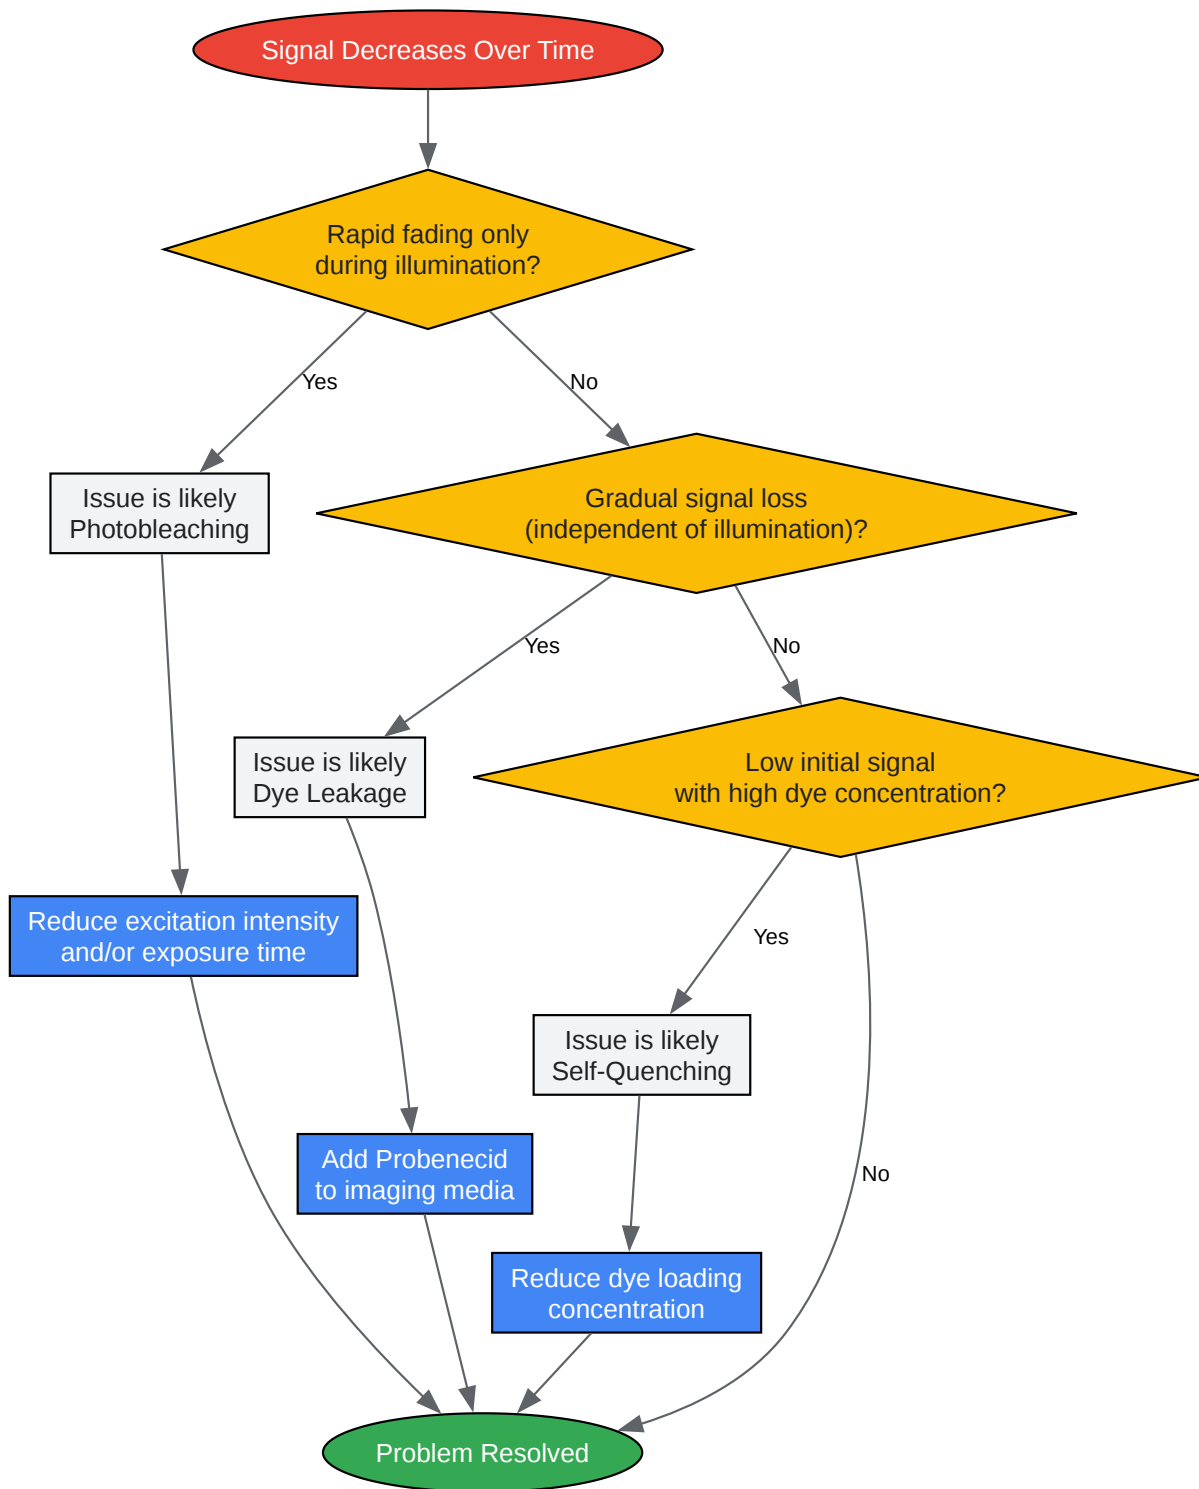 Signal Decreases Over Time
Rapid fading only
during illumination?
Yes
No
Issue is likely
Photobleaching
Gradual signal loss
(independent of illumination)?
Yes
No
Issue is likely
Dye Leakage
Low initial signal
with high dye concentration?
Reduce excitation intensity
and/or exposure time
Yes
Issue is likely
Self-Quenching
Add Probenecid
to imaging media
No
Reduce dye loading
concentration
Problem Resolved